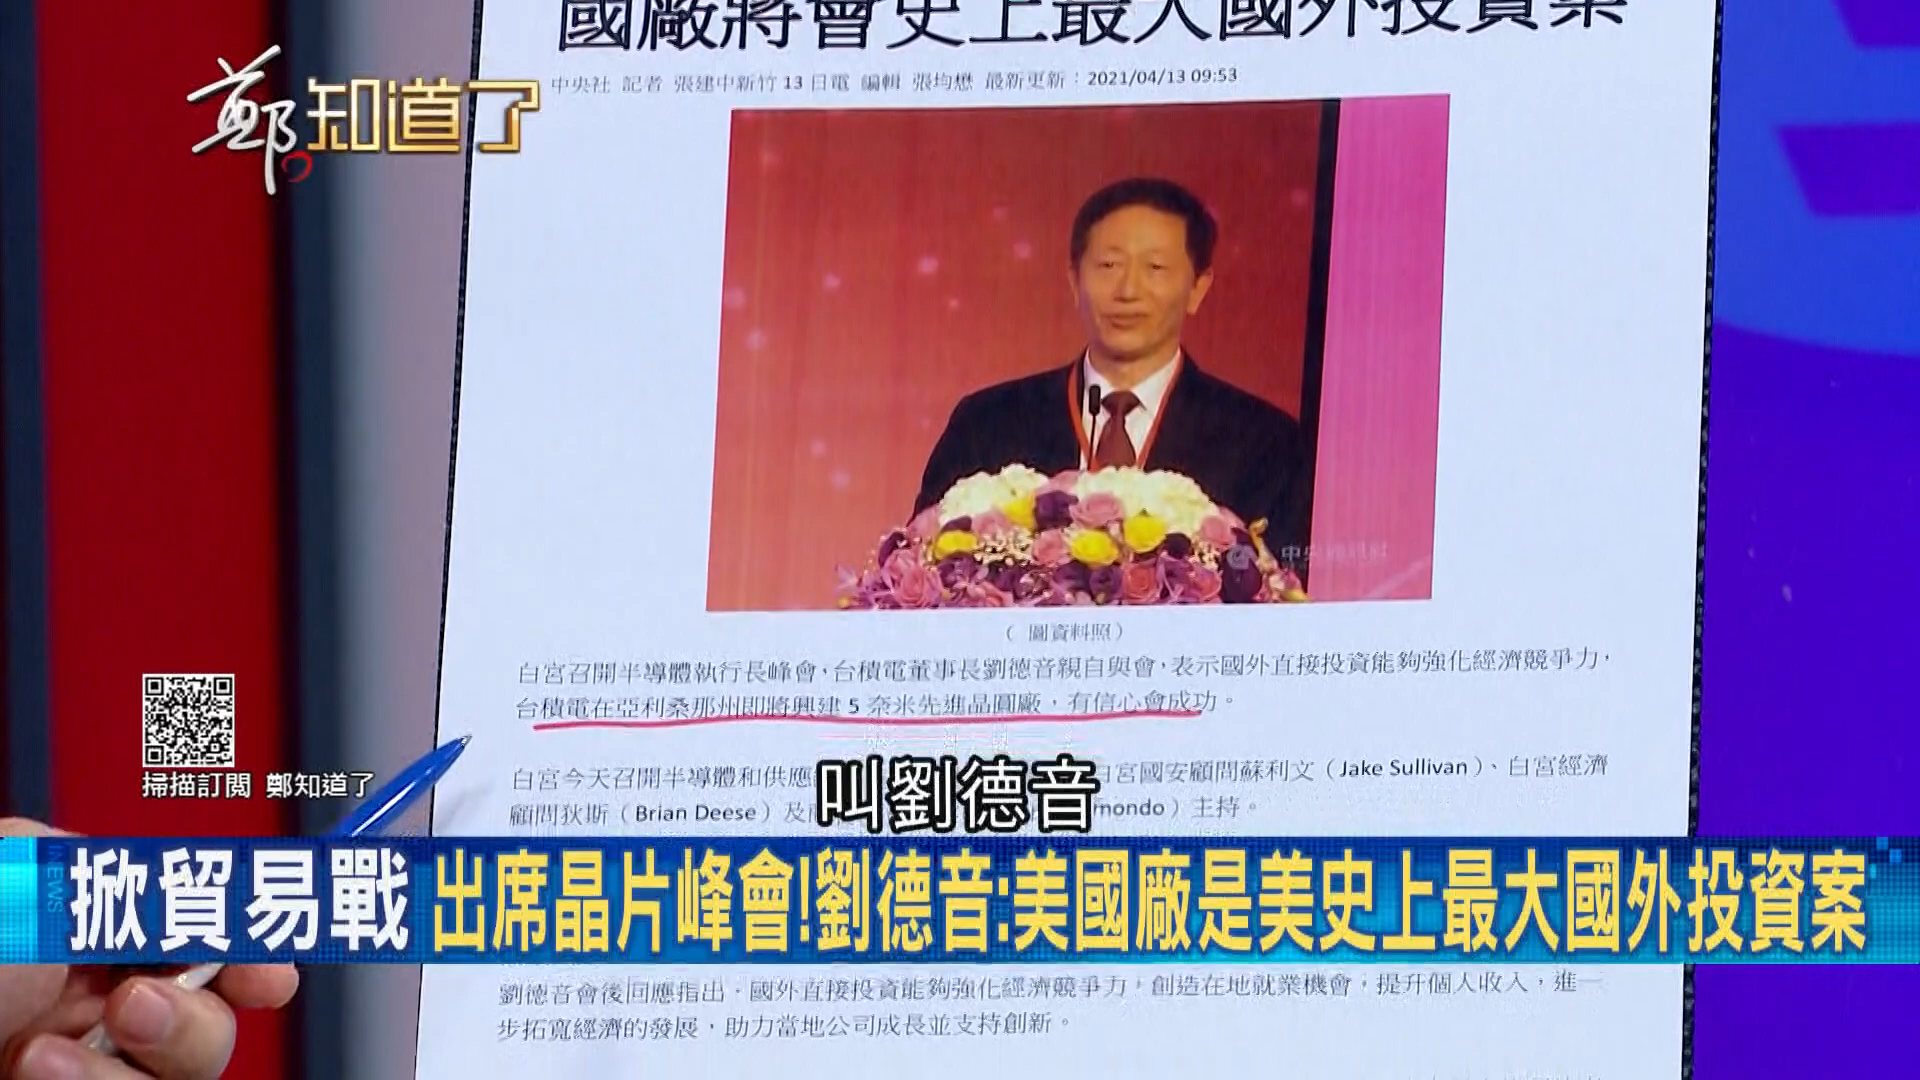 國廠將會史上最大國外投資案
鄭知道了
中央社 記者 張建中新竹 13 日電 編輯 張均懋 最新更新：2021/04/13 09:53
中央通訊社
（ 圖資料照）
白宮召開半導體執行長峰會，台積電董事長劉德音親自與會，表示國外直接投資能夠強化經濟競爭力，
台積電在亞利桑那州即將興建 5 奈米先進晶圓廠，有信心會成功。
掃描訂閱 鄭知道了
白宮今天召開半導體和供應 白宮國安顧問蘇利文（Jake Sullivan）、白宮經濟
顧問狄斯（Brian Deese）及 mondo）主持。
叫劉德音
NEWS
掀貿易戰 出席晶片峰會!劉德音:美國廠是美史上最大國外投資案
劉德音會後回應指出，國外直接投資能夠強化經濟競爭力，創造在地就業機會，提升個人收入，進一
步拓寬經濟的發展，助力當地公司成長並支持創新。